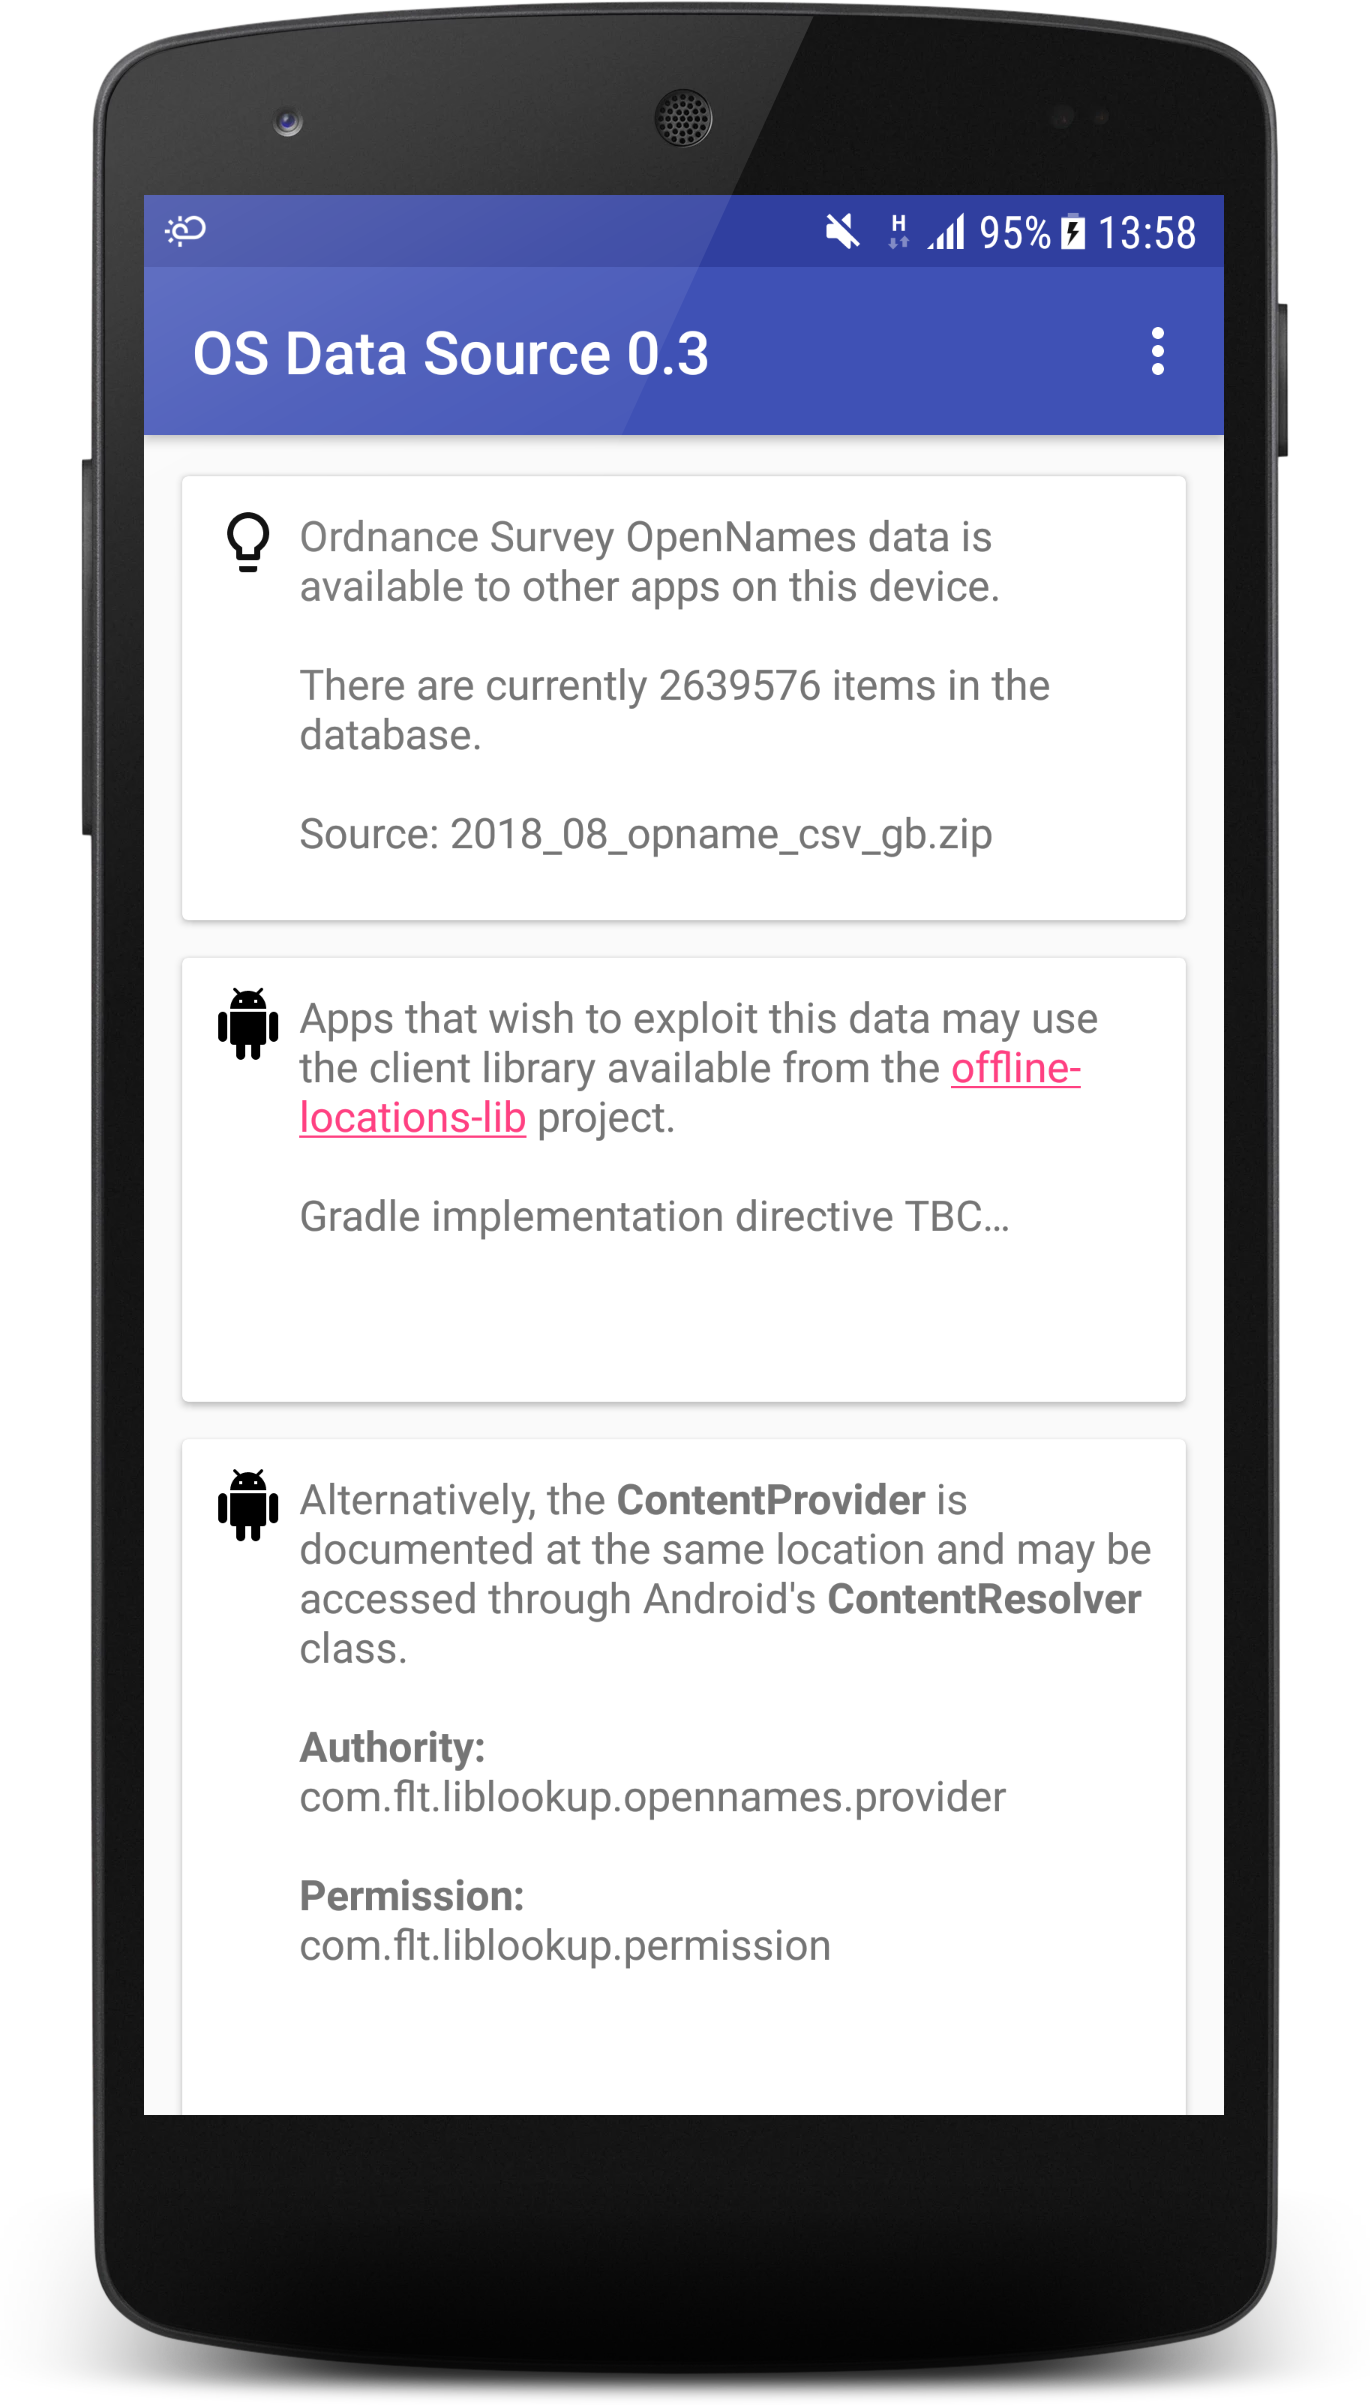 H 95% 13:58
OS Data Source 0.3
Ordnance Survey OpenNames data is
available to other apps on this device.
There are currently 2639576 items in the
database.
Source: 2018_08_opname_csv_gb.zip
Apps that wish to exploit this data may use
the client library available from the offline-
locations-lib project.
Gradle implementation directive TBC...
Alternatively, the ContentProvider is
documented at the same location and may be
accessed through Android's ContentResolver
class.
Authority:
com.flt.liblookup.opennames.provider
Permission:
com.flt.liblookup.permission